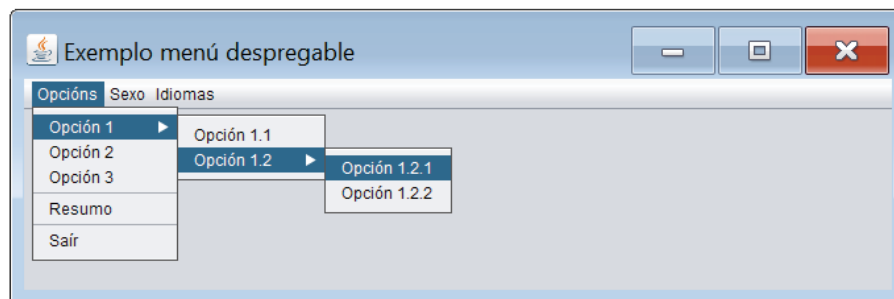 Exemplo menú despregable
Opcións Sexo Idiomas
Opción 1
Opción 2
Opción 3
Resumo
Saír
Opción 1.1
Opción 1.2
Opción 1.2.1
Opción 1.2.2